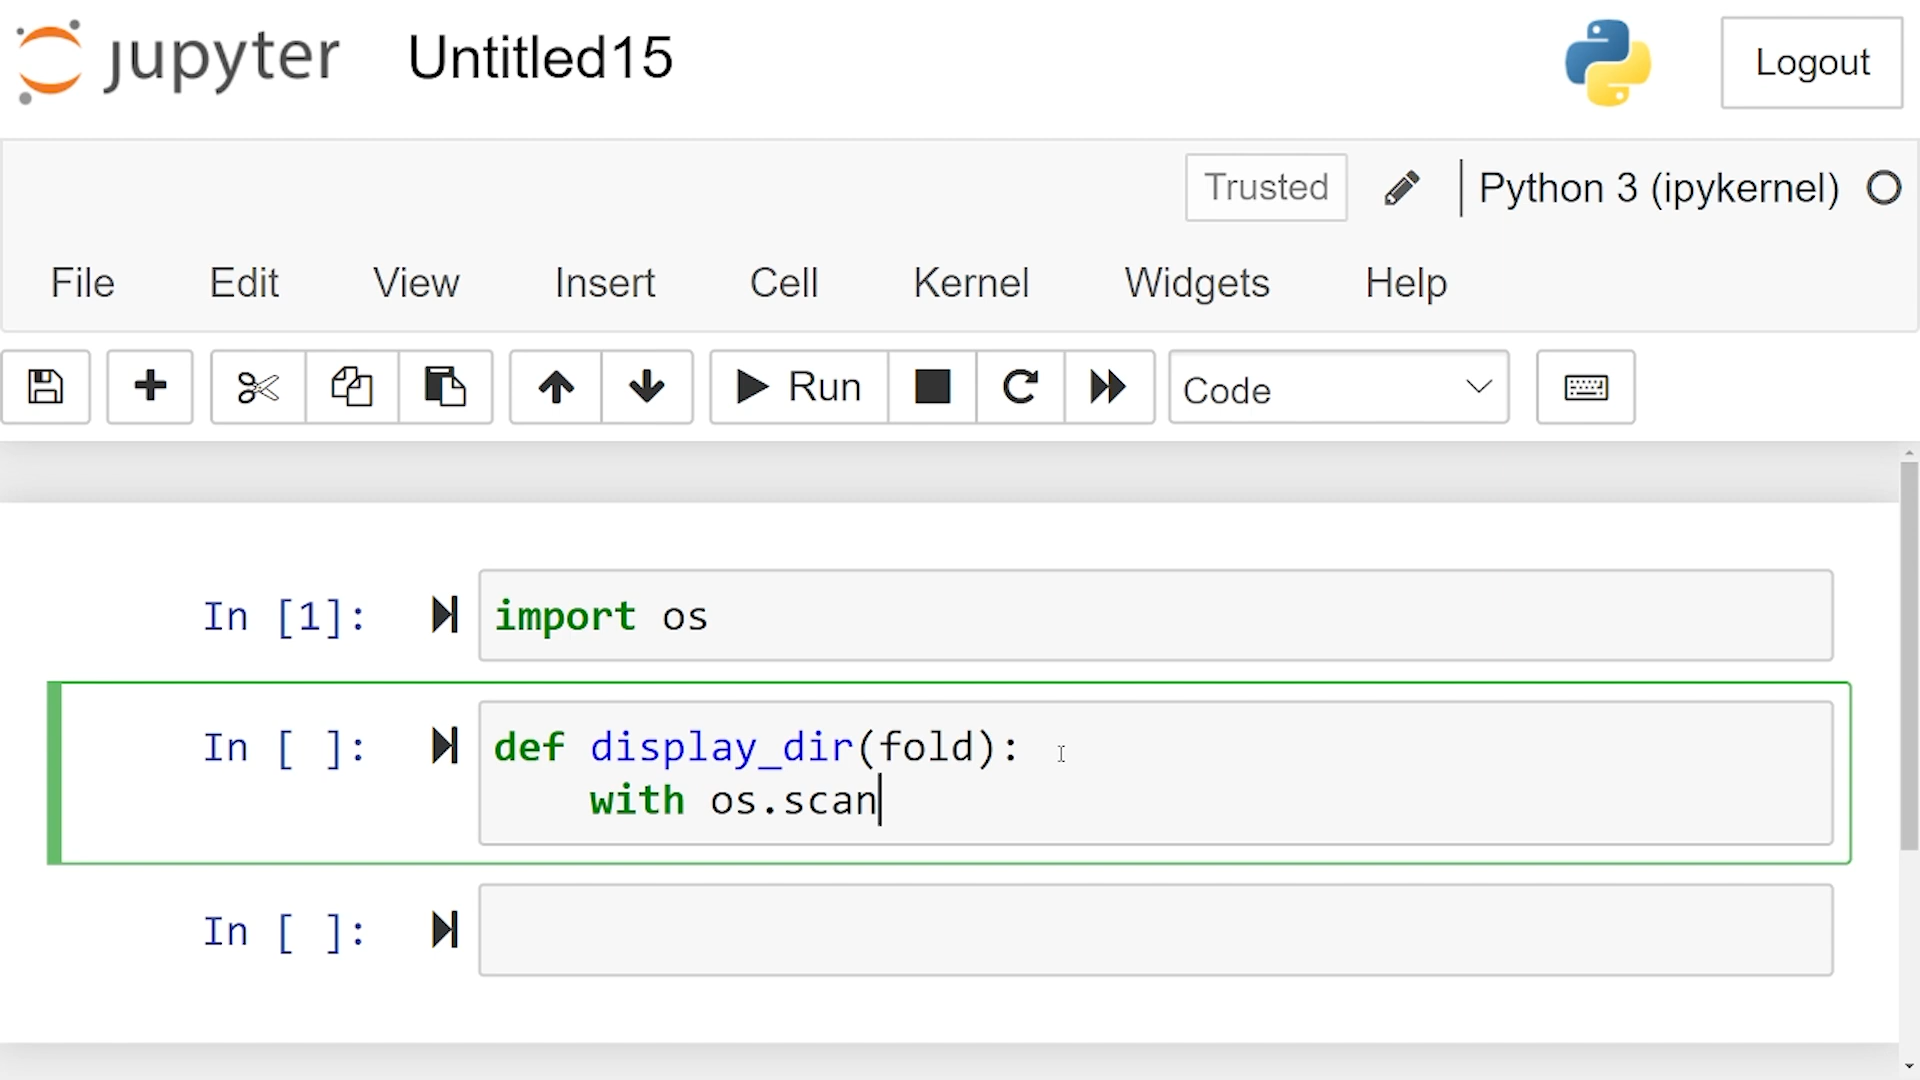 jupyter Untitled15 Logout
Trusted Python 3 (ipykernel)
File Edit View Insert Cell Kernel Widgets Help
Run Code
In [1]: import os
In [ ]: def display_dir(fold):
with os.scan
In [ ]: